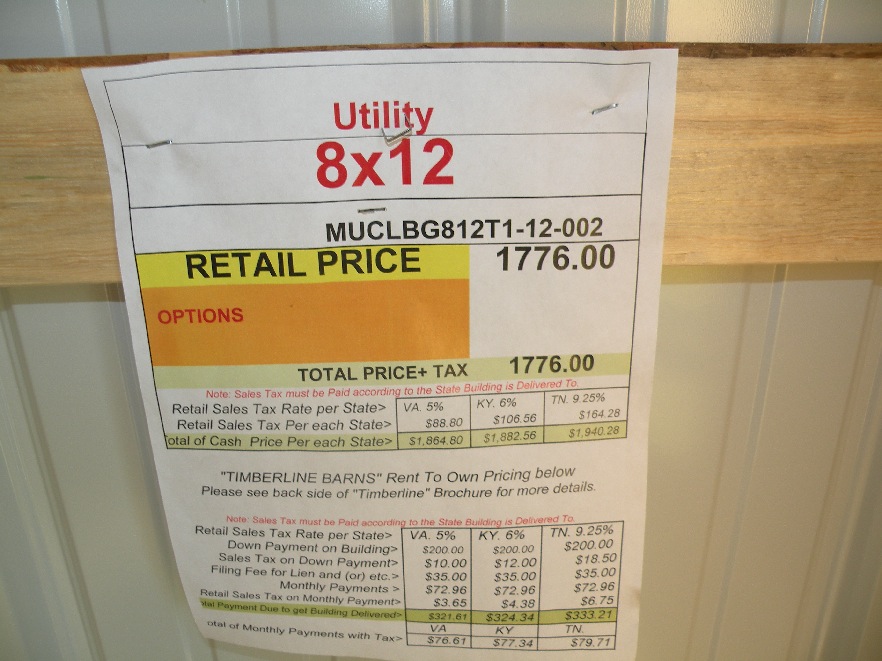 Utility
8x12
MUCLBG812T1-12-002
RETAIL PRICE 1776.00
OPTIONS
TOTAL PRICE+ TAX 1776.00
Note: Sales Tax must be Paid according to the State Building is Delivered To.
Retail Sales Tax Rate per State> VA. 5% KY. 6% TN. 9.25%
Retail Sales Tax Per each State> $88.80 $106.56 $164.28
otal of Cash Price Per each State> $1,864.80 $1,882.56 $1,940.28
"TIMBERLINE BARNS" Rent To Own Pricing below
Please see back side of "Timberline" Brochure for more details.
Note: Sales Tax must be Paid according to the State Building is Delivered To.
Retail Sales Tax Rate per State> VA. 5% KY. 6% TN. 9.25%
Down Payment on Building> $200.00 $200.00 $200.00
Sales Tax on Down Payment> $10.00 $12.00 $18.50
Filing Fee for Lien and (or) etc.> $35.00 $35.00 $35.00
Monthly Payments > $72.96 $72.96 $72.96
Retail Sales Tax on Monthly Payment> $3.65 $4.38 $6.75
otal Payment Due to get Building Delivered> $321.61 $324.34 $333.21
VA KY TN.
otal of Monthly Payments with Tax> $76.61 $77.34 $79.71